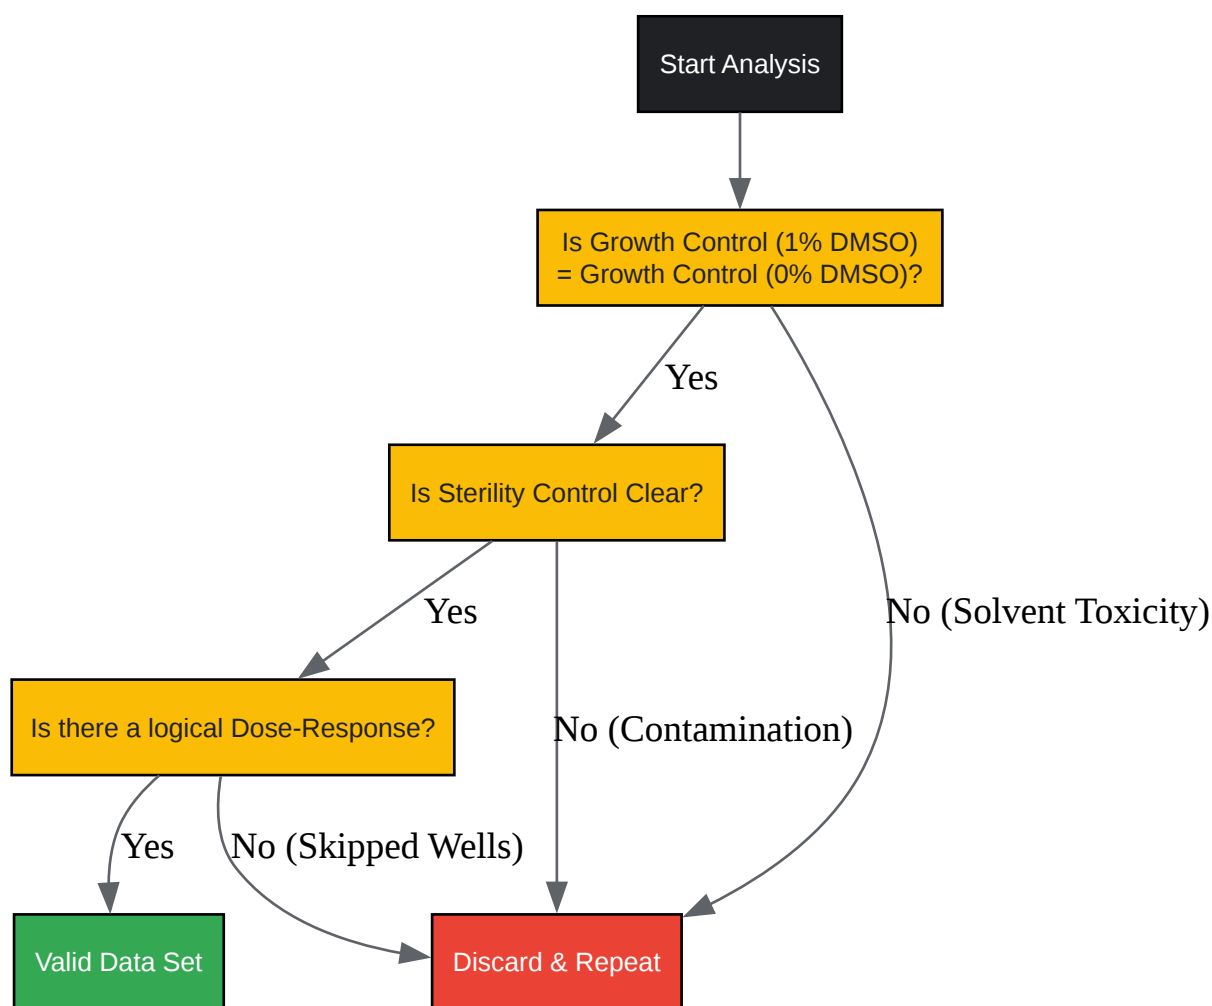 Start Analysis
Is Growth Control (1% DMSO)
= Growth Control (0% DMSO)?
Yes
Is Sterility Control Clear?
Yes
No (Solvent Toxicity)
Is there a logical Dose-Response?
No (Contamination)
Yes
No (Skipped Wells)
Valid Data Set
Discard & Repeat